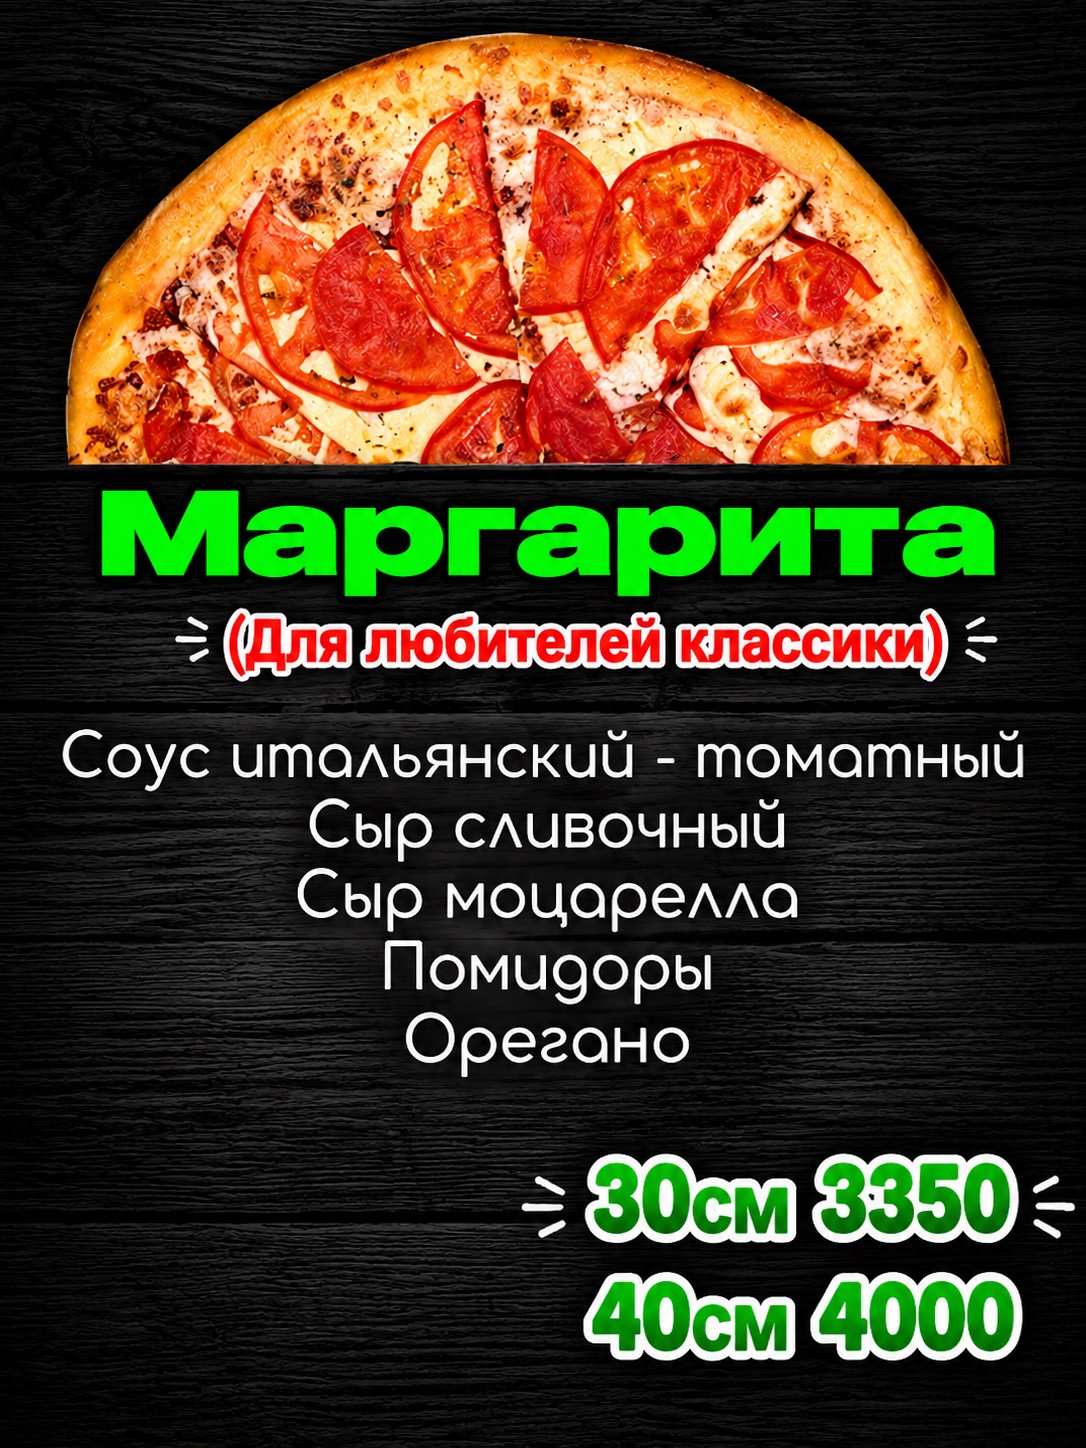 Маргарита
(Для любителей классики)
Соус итальянский - томатный
Сыр сливочный
Сыр моцарелла
Помидоры
Орегано
30см 3350
40см 4000